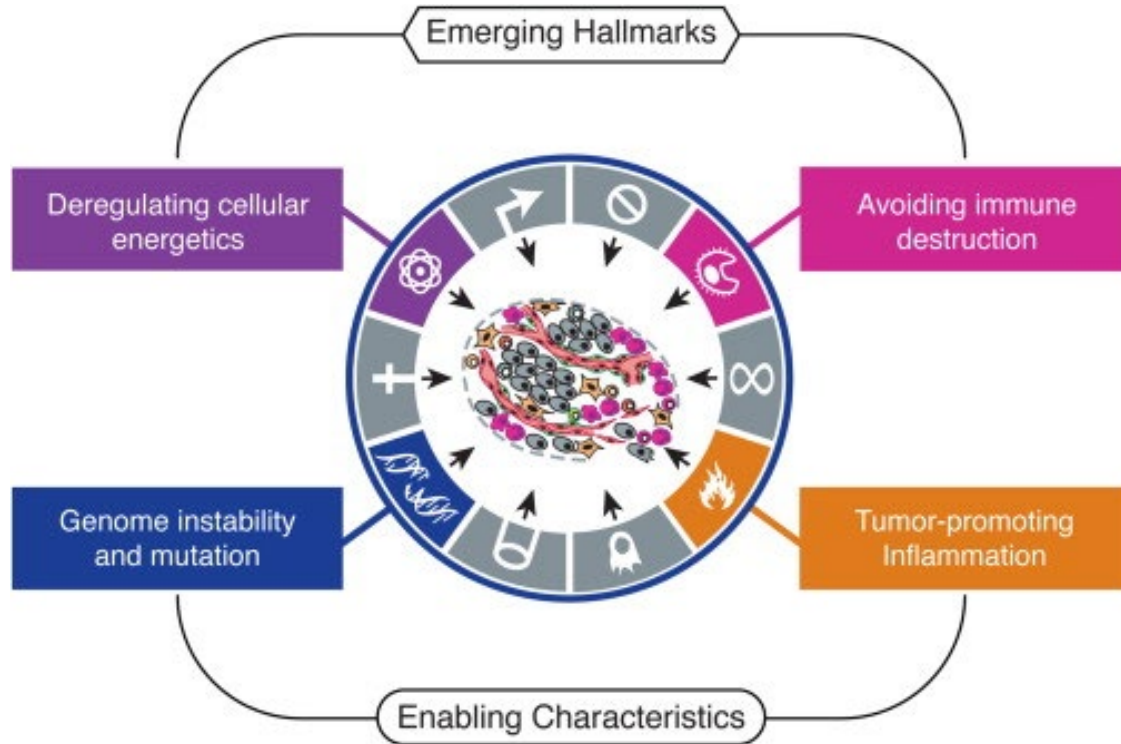 Emerging Hallmarks
Deregulating cellular
energetics
Avoiding immune
destruction
Genome instability
and mutation
Tumor-promoting
Inflammation
Enabling Characteristics